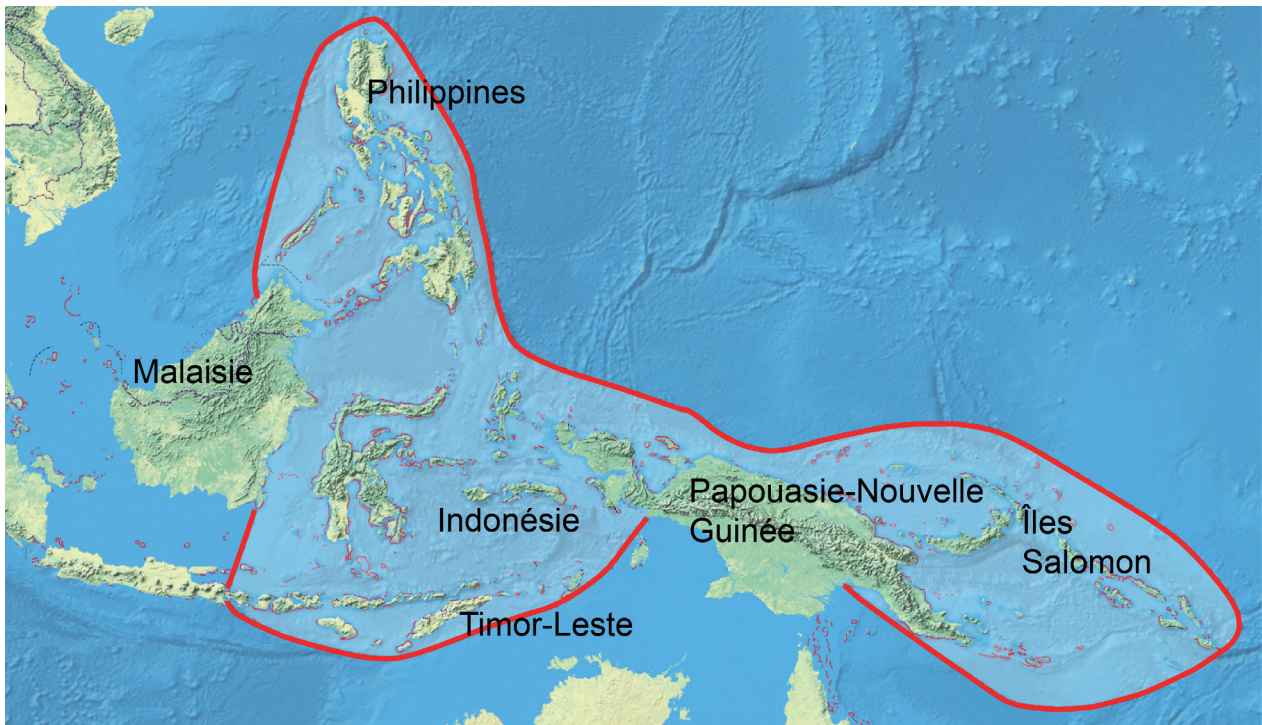 Philippines
Malaisie
Papouasie-Nouvelle
Guinée
Indonésie
Îles
Salomon
Timor-Leste